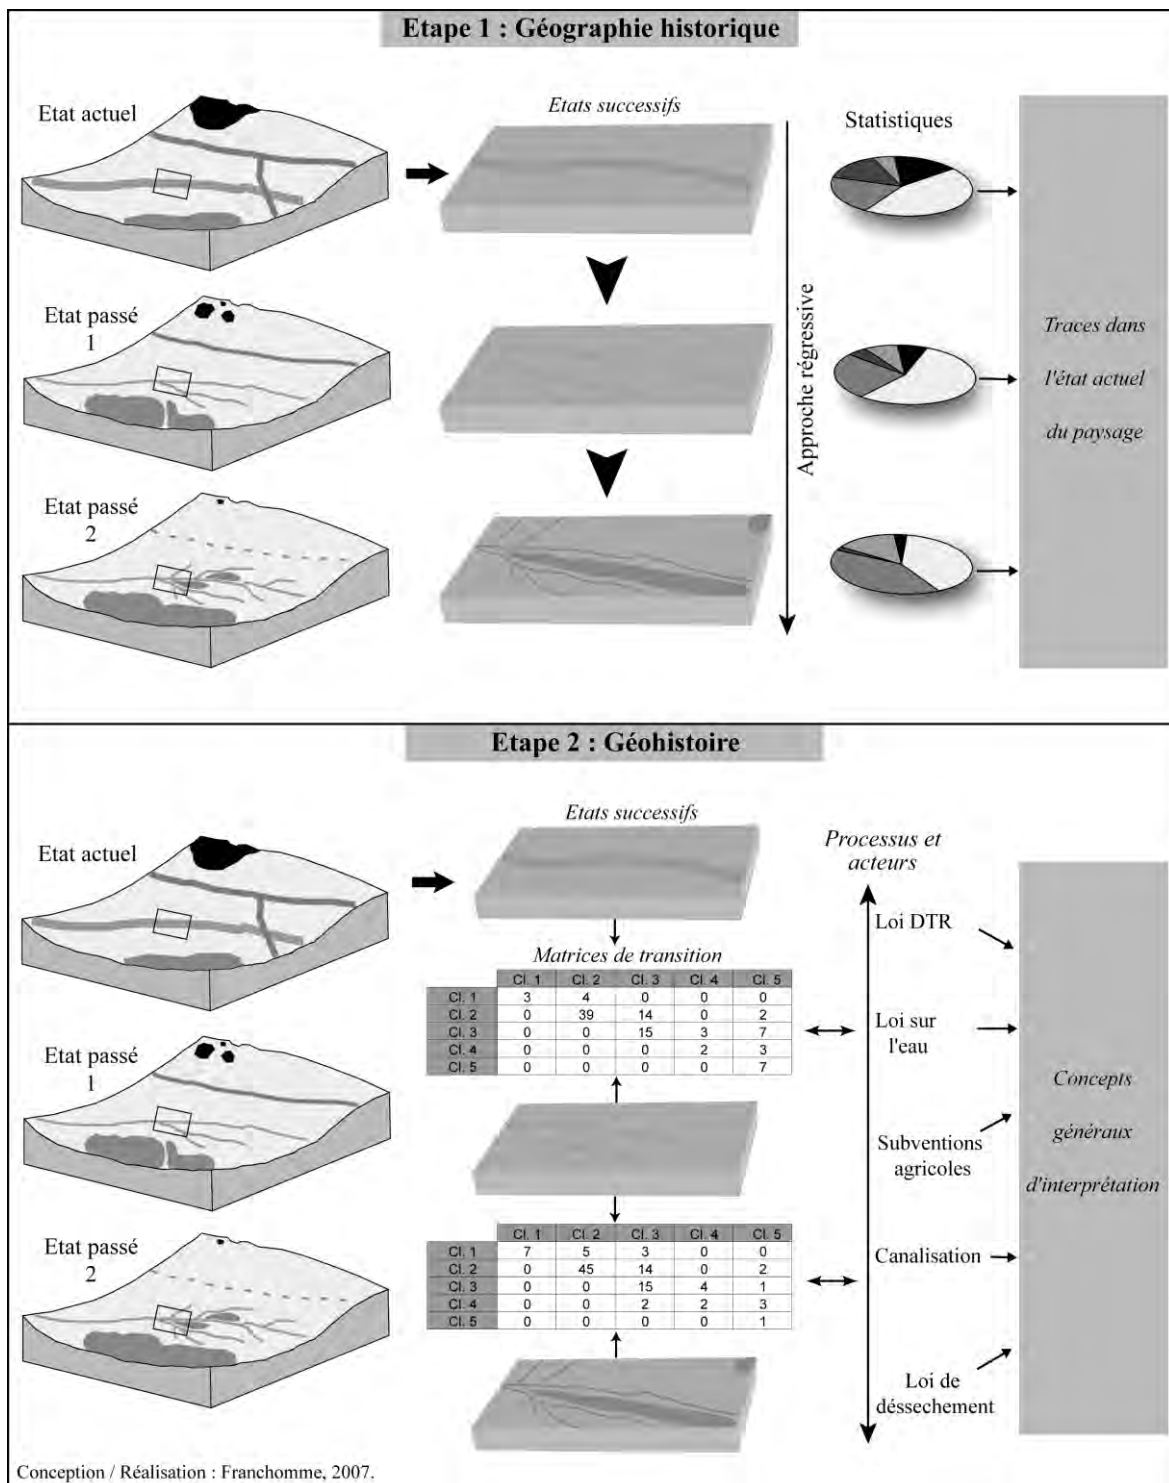 Etape 1 : Géographie historique
Etat actuel
Etats successifs
Statistiques
Etat passé
1
Approche régressive
Traces dans
l'état actuel
du paysage
Etat passé
2
Etape 2 : Géohistoire
Etats successifs
Etat actuel
Processus et
acteurs
Loi DTR
Matrices de transition
Cl. 1 Cl. 2 Cl. 3 Cl. 4 Cl. 5
Cl. 1 3 4 0 0 0
Cl. 2 0 39 14 0 2
Cl. 3 0 0 15 3 7
Cl. 4 0 0 0 2 3
Cl. 5 0 0 0 0 7
Loi sur
l'eau
Etat passé
1
Concepts
généraux
d'interprétation
Subventions
agricoles
Etat passé
2
Cl. 1 Cl. 2 Cl. 3 Cl. 4 Cl. 5
Cl. 1 7 5 3 0 0
Cl. 2 0 45 14 0 2
Cl. 3 0 0 15 4 1
Cl. 4 0 0 2 2 3
Cl. 5 0 0 0 0 1
Canalisation
Loi de
déssechement
Conception / Réalisation : Franchomme, 2007.